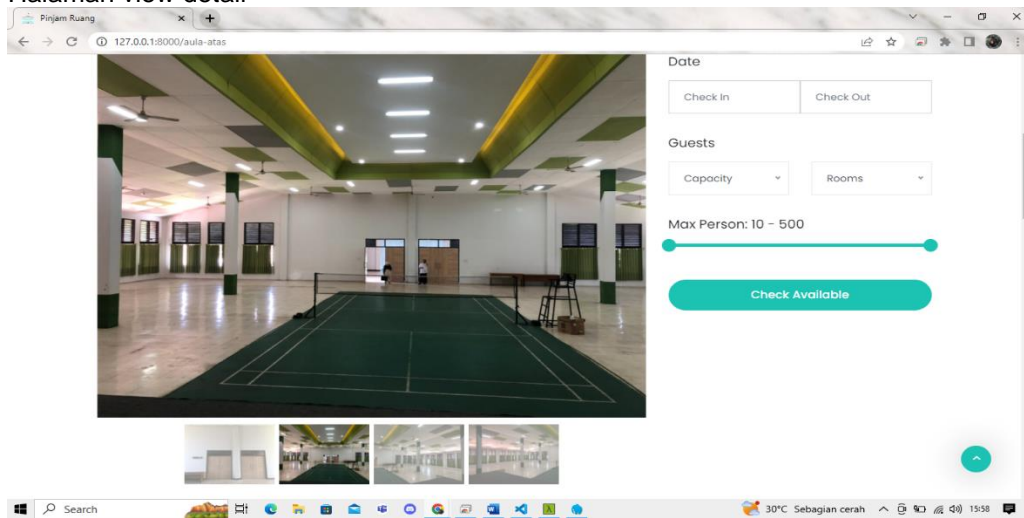 Halaman view detail
Pinjam Ruang
127.0.0.1:8000/aula-atas
Date
Check In
Check Out
Guests
Capacity
Rooms
Max Person: 10 - 500
Check Available
Search
30°C Sebagian cerah
15:58